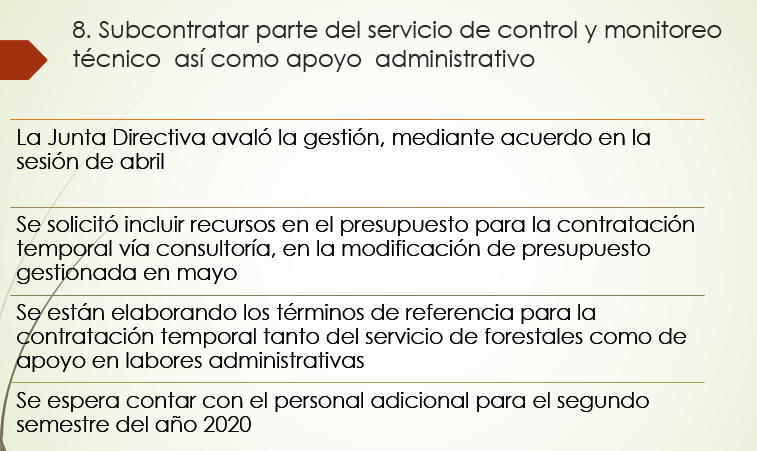 8. Subcontratar parte del servicio de control y monitoreo
técnico así como apoyo administrativo
La Junta Directiva avaló la gestión, mediante acuerdo en la
sesión de abril
Se solicitó incluir recursos en el presupuesto para la contratación
temporal vía consultoría, en la modificación de presupuesto
gestionada en mayo
Se están elaborando los términos de referencia para la
contratación temporal tanto del servicio de forestales como de
apoyo en labores administrativas
Se espera contar con el personal adicional para el segundo
semestre del año 2020